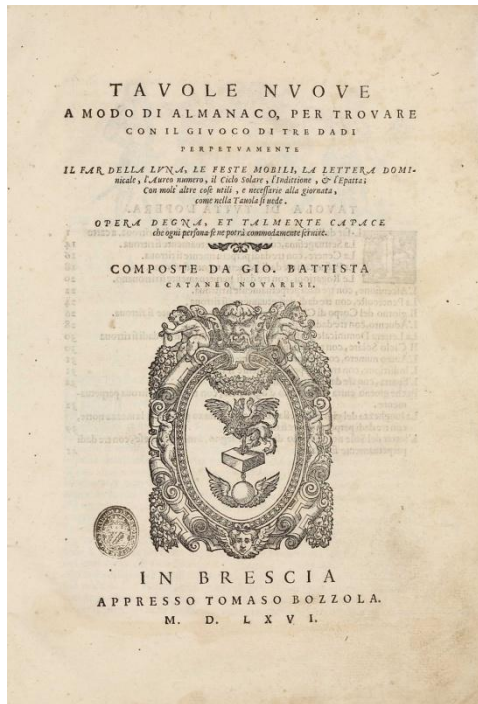 TAVOLE NVOVE
A MODO DI ALMANACO, PER TROVARE
CON IL GIVOCO DI TRE DADI
PERPETVAMENTE
IL FAR DELLA LVNA, LE FESTE MOBILI, LA LETTERA DOMI-
nicale, l'Aureo numero, il Ciclo Solare, l'Indittione, & l'Epatta;
Con molt' altre cose utili, e necessarie alla giornata,
come nella Tauola si uede.
OPERA DEGNA, ET TALMENTE CAPACE
che ogni persona se ne potrà commodamente seruire.
COMPOSTE DA GIO. BATTISTA
CATANEO NOVARESE.
IN BRESCIA
APPRESSO TOMASO BOZZOLA.
M. D. LXVI.